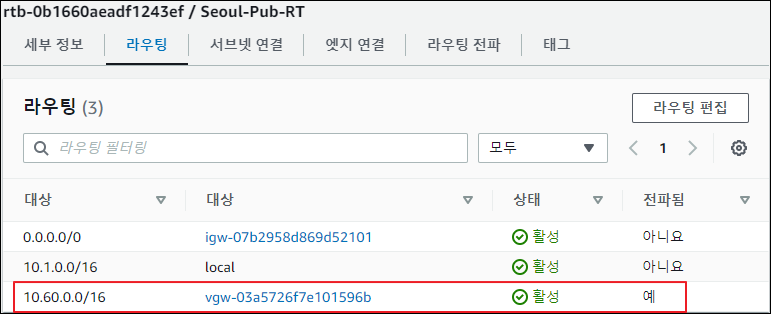 rtb-0b1660aeadf1243ef / Seoul-Pub-RT
세부 정보 라우팅 서브넷 연결 엣지 연결 라우팅 전파 태그
라우팅 (3) 라우팅 편집
라우팅 필터링 모두 1
대상 대상 상태 전파됨
0.0.0.0/0 igw-07b2958d869d52101 활성 아니요
10.1.0.0/16 local 활성 아니요
10.60.0.0/16 vgw-03a5726f7e101596b 활성 예